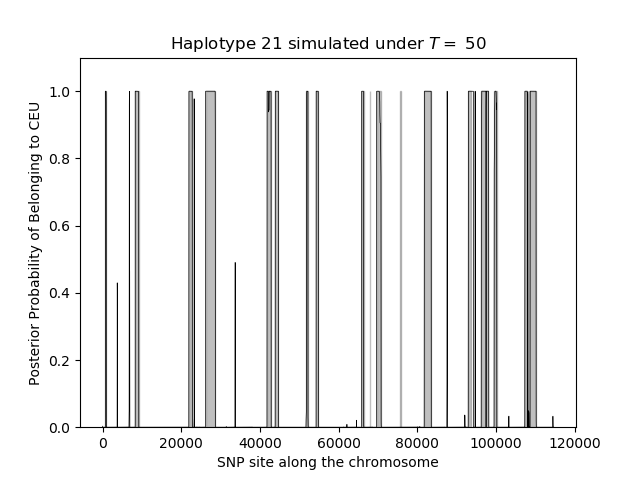 Haplotype 21 simulated under T = 50
Posterior Probability of Belonging to CEU
1.0
0.8
0.6
0.4
0.2
0.0
0 20000 40000 60000 80000 100000 120000
SNP site along the chromosome